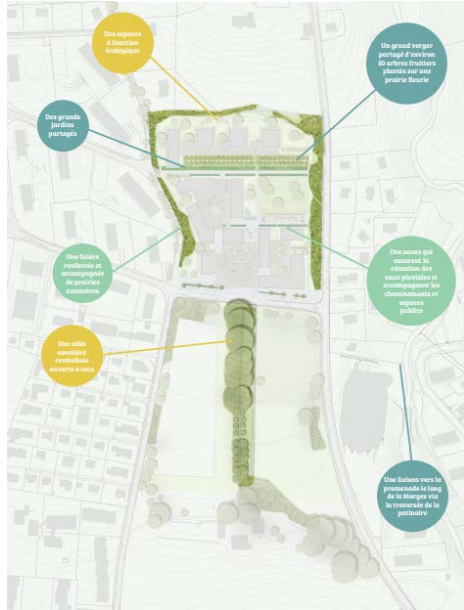 Des espaces
à fonction
écologique
Un grand verger
partagé d'environ
50 arbres fruitiers
plantés sur une
prairie fleurie
Des grands
jardins
partagés
Une lisière
renforcée et
accompagnée
de prairies
extensives
Des noues qui
assurent la
rétention des
eaux pluviales et
accompagnent les
cheminements et
espaces
publics
Une allée
cavalière
revitalisée
ouverte à tous
Une liaison vers la
promenade le long
de la Morges via
la traversée de la
patinoire